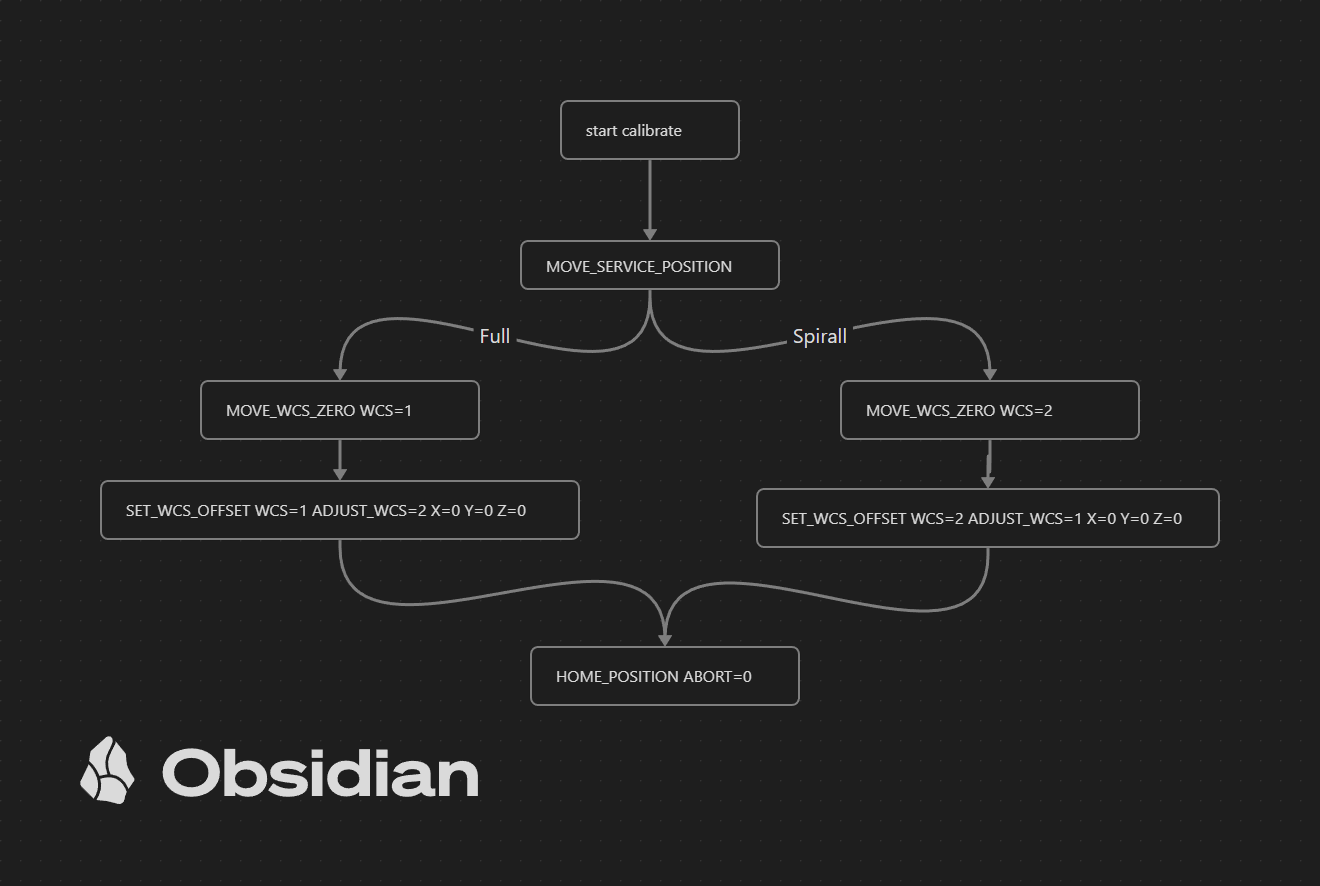 start calibrate
MOVE_SERVICE_POSITION
Full
Spirall
MOVE_WCS_ZERO WCS=1
MOVE_WCS_ZERO WCS=2
SET_WCS_OFFSET WCS=1 ADJUST_WCS=2 X=0 Y=0 Z=0
SET_WCS_OFFSET WCS=2 ADJUST_WCS=1 X=0 Y=0 Z=0
HOME_POSITION ABORT=0
Obsidian